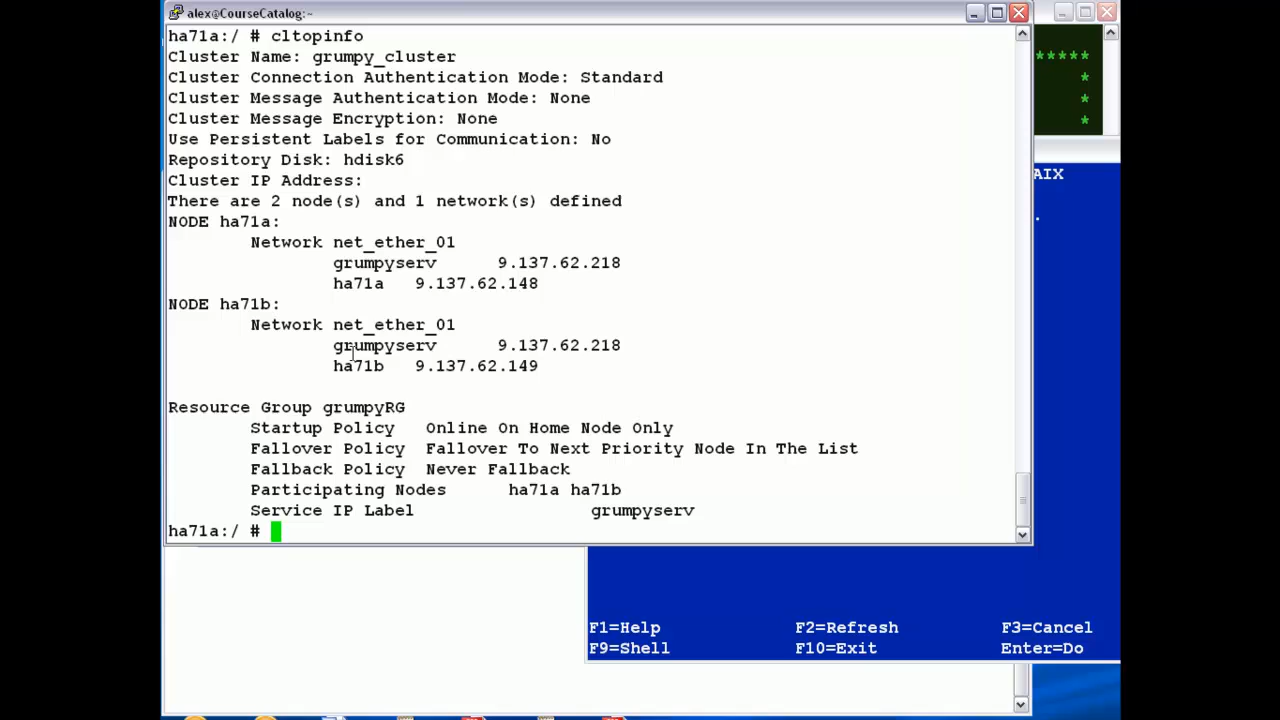 alex@CourseCatalog:~
ha71a:/ # cltopinfo
Cluster Name: grumpy_cluster
Cluster Connection Authentication Mode: Standard
Cluster Message Authentication Mode: None
Cluster Message Encryption: None
Use Persistent Labels for Communication: No
Repository Disk: hdisk6
Cluster IP Address:
There are 2 node(s) and 1 network(s) defined
NODE ha71a:
Network net_ether_01
grumpyserv 9.137.62.218
ha71a 9.137.62.148
NODE ha71b:
Network net_ether_01
grumpyserv 9.137.62.218
ha71b 9.137.62.149
Resource Group grumpyRG
Startup Policy Online On Home Node Only
Fallover Policy Fallover To Next Priority Node In The List
Fallback Policy Never Fallback
Participating Nodes ha71a ha71b
Service IP Label grumpyserv
ha71a:/ #
*****
*
*
*
AIX
.
F1=Help F2=Refresh F3=Cancel
F9=Shell F10=Exit Enter=Do